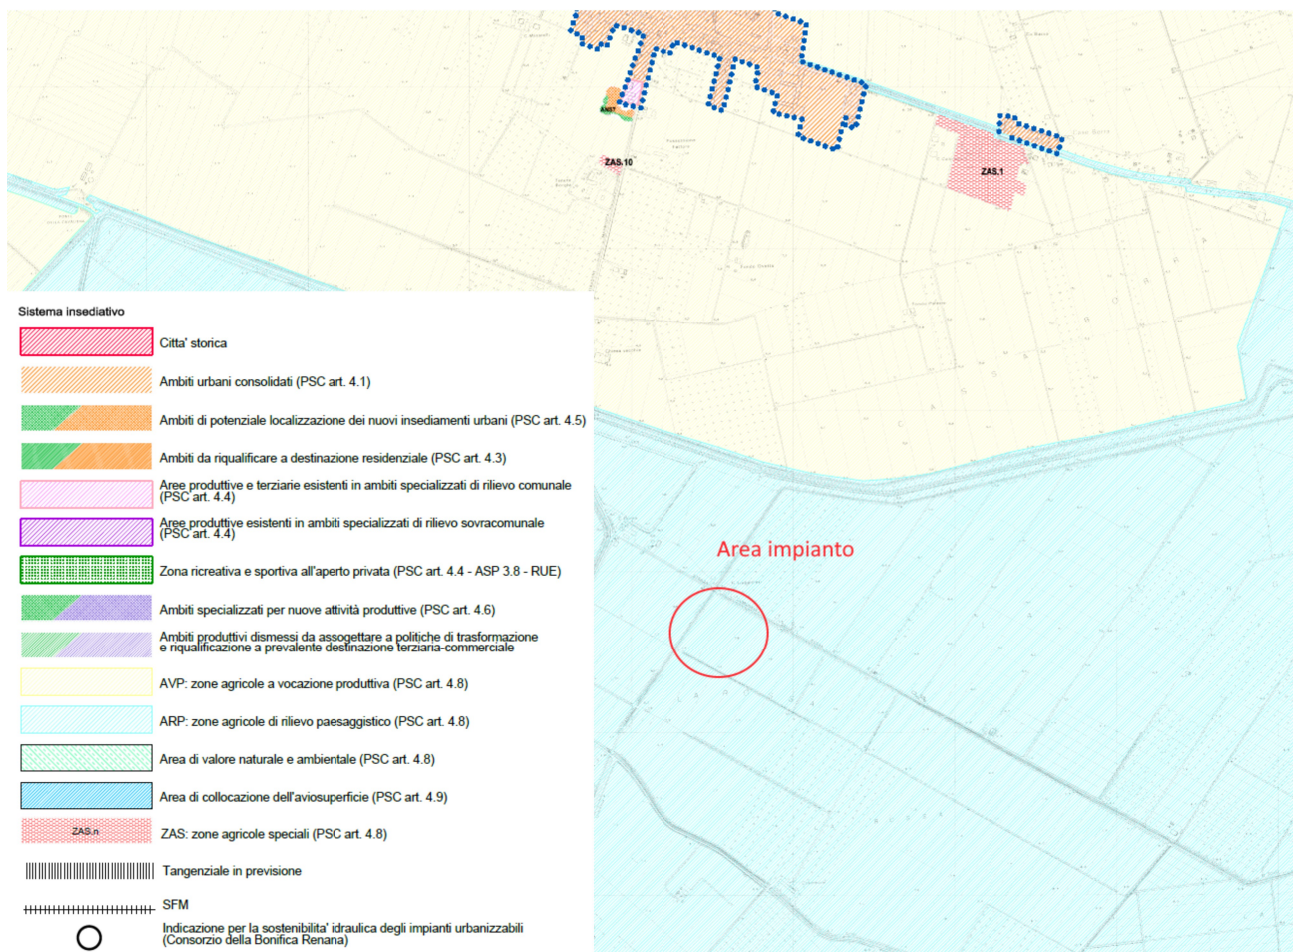 ANS7
ZAS.10
ZAS.1
Sistema insediativo
Citta' storica
Ambiti urbani consolidati (PSC art. 4.1)
Ambiti di potenziale localizzazione dei nuovi insediamenti urbani (PSC art. 4.5)
Ambiti da riqualificare a destinazione residenziale (PSC art. 4.3)
Aree produttive e terziarie esistenti in ambiti specializzati di rilievo comunale
(PSC art. 4.4)
Aree produttive esistenti in ambiti specializzati di rilievo sovracomunale
(PSC art. 4.4)
Area impianto
Zona ricreativa e sportiva all'aperto privata (PSC art. 4.4 - ASP 3.8 - RUE)
Ambiti specializzati per nuove attività produttive (PSC art. 4.6)
Ambiti produttivi dismessi da assogettare a politiche di trasformazione
e riqualificazione a prevalente destinazione terziaria-commerciale
AVP: zone agricole a vocazione produttiva (PSC art. 4.8)
ARP: zone agricole di rilievo paesaggistico (PSC art. 4.8)
Area di valore naturale e ambientale (PSC art. 4.8)
Area di collocazione dell'aviosuperficie (PSC art. 4.9)
ZAS.n
ZAS: zone agricole speciali (PSC art. 4.8)
Tangenziale in previsione
SFM
Indicazione per la sostenibilita' idraulica degli impianti urbanizzabili
(Consorzio della Bonifica Renana)